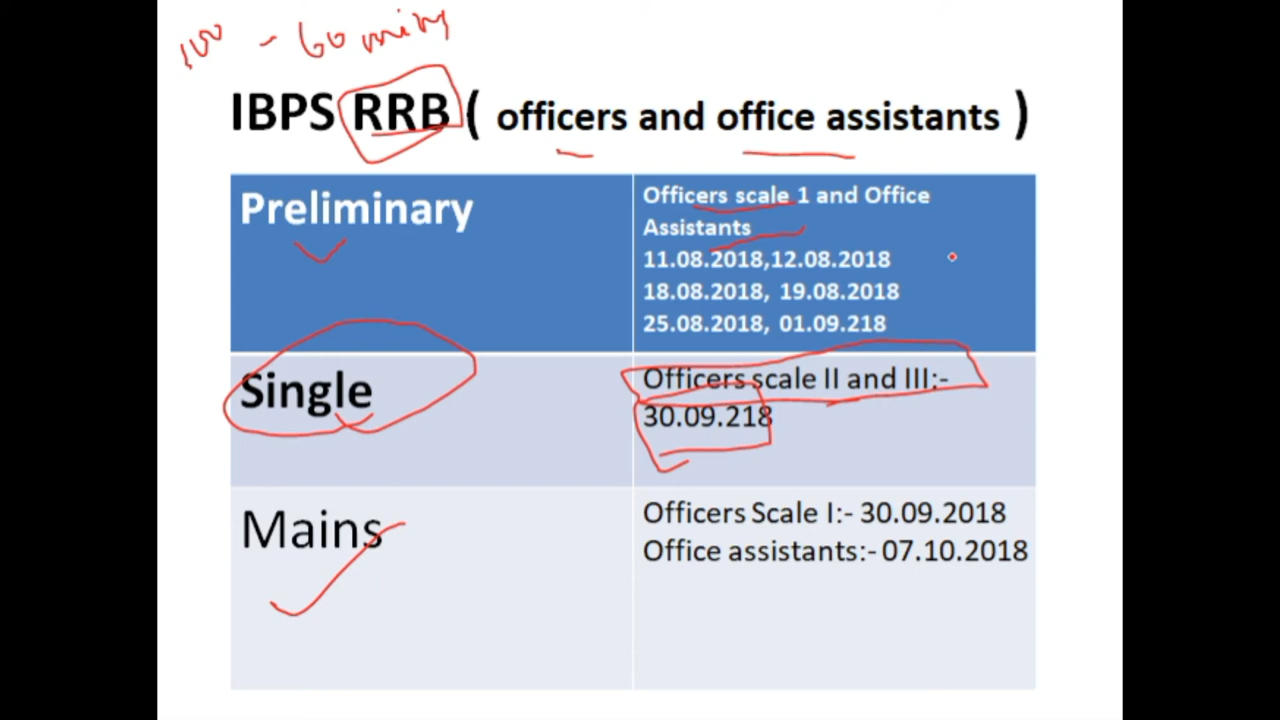 100 - 60 mins
IBPS RRB ( officers and office assistants )
Preliminary
Officers scale 1 and Office
Assistants
11.08.2018,12.08.2018
18.08.2018, 19.08.2018
25.08.2018, 01.09.218
Single
Officers scale II and III:-
30.09.218
Mains
Officers Scale I:- 30.09.2018
Office assistants:- 07.10.2018